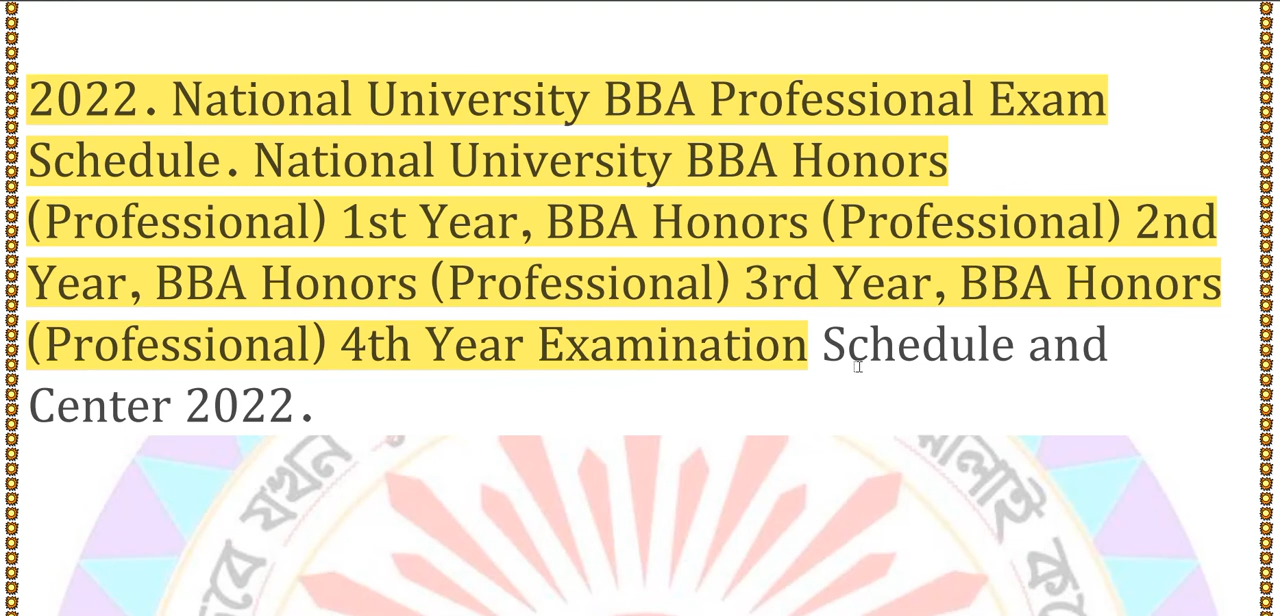 2022. National University BBA Professional Exam
Schedule. National University BBA Honors
(Professional) 1st Year, BBA Honors (Professional) 2nd
Year, BBA Honors (Professional) 3rd Year, BBA Honors
(Professional) 4th Year Examination Schedule and
Center 2022.
যখন